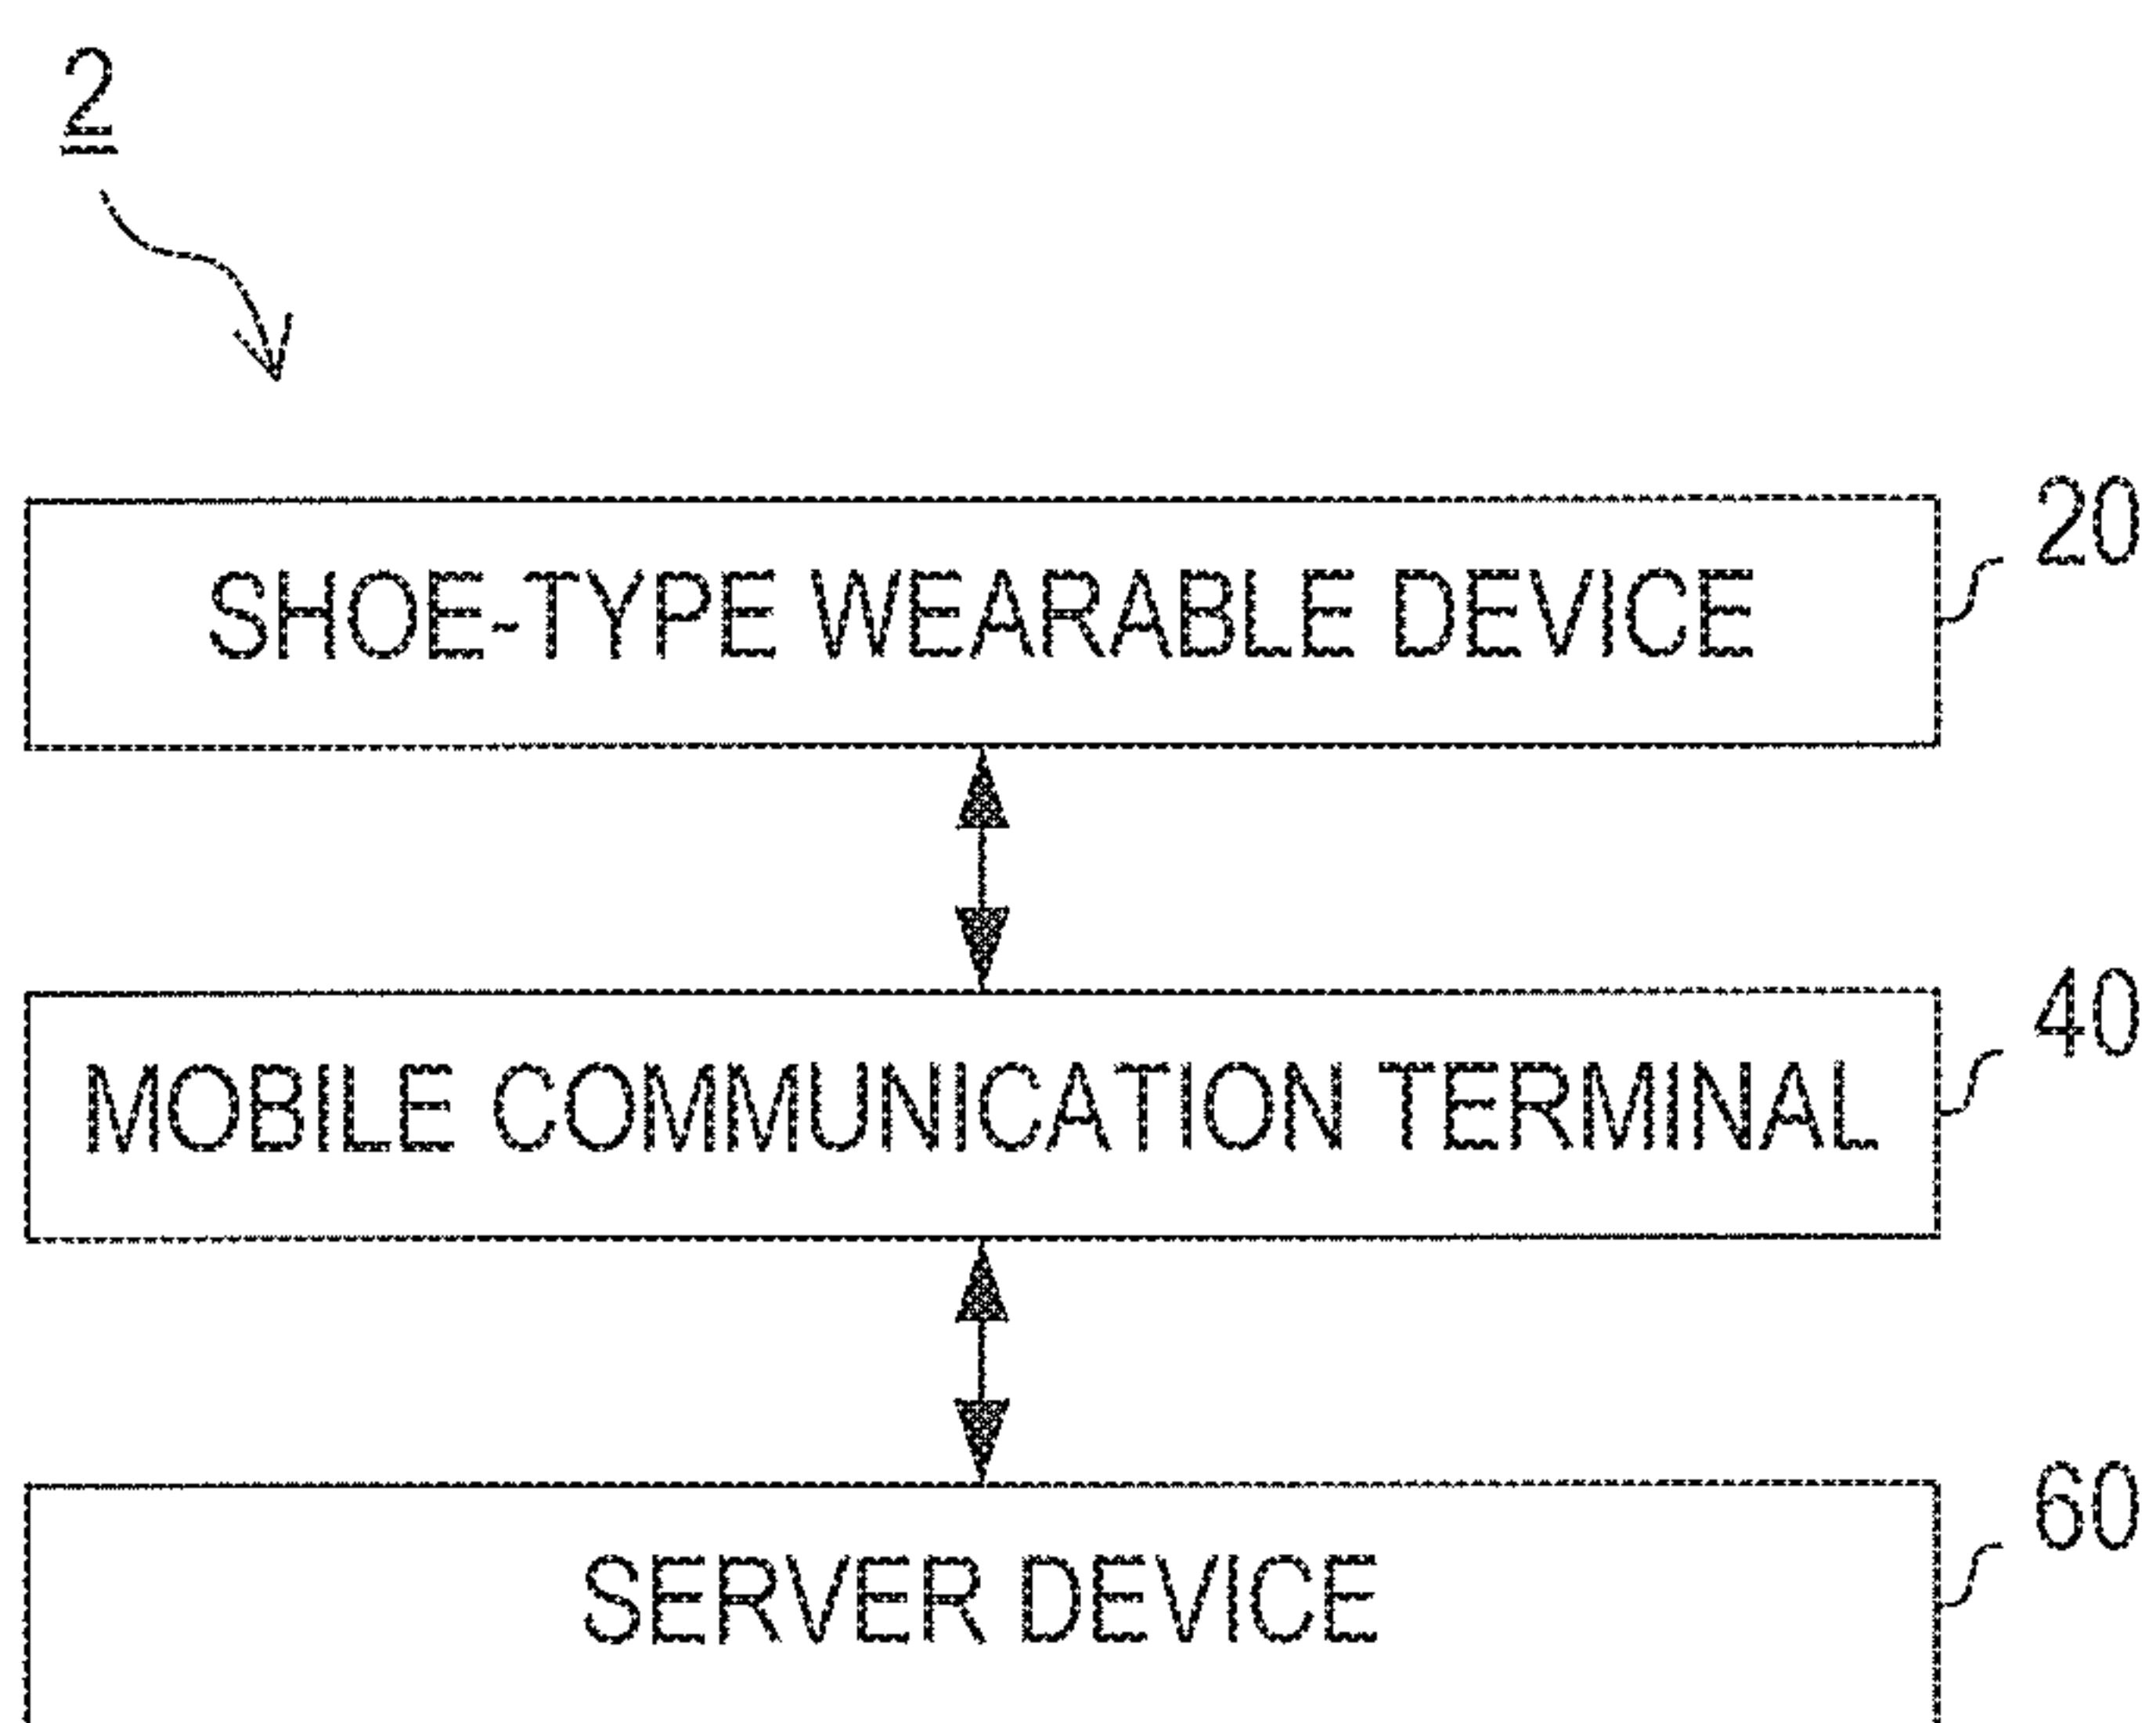 2
SHOE-TYPE WEARABLE DEVICE
20
MOBILE COMMUNICATION TERMINAL
40
SERVER DEVICE
60